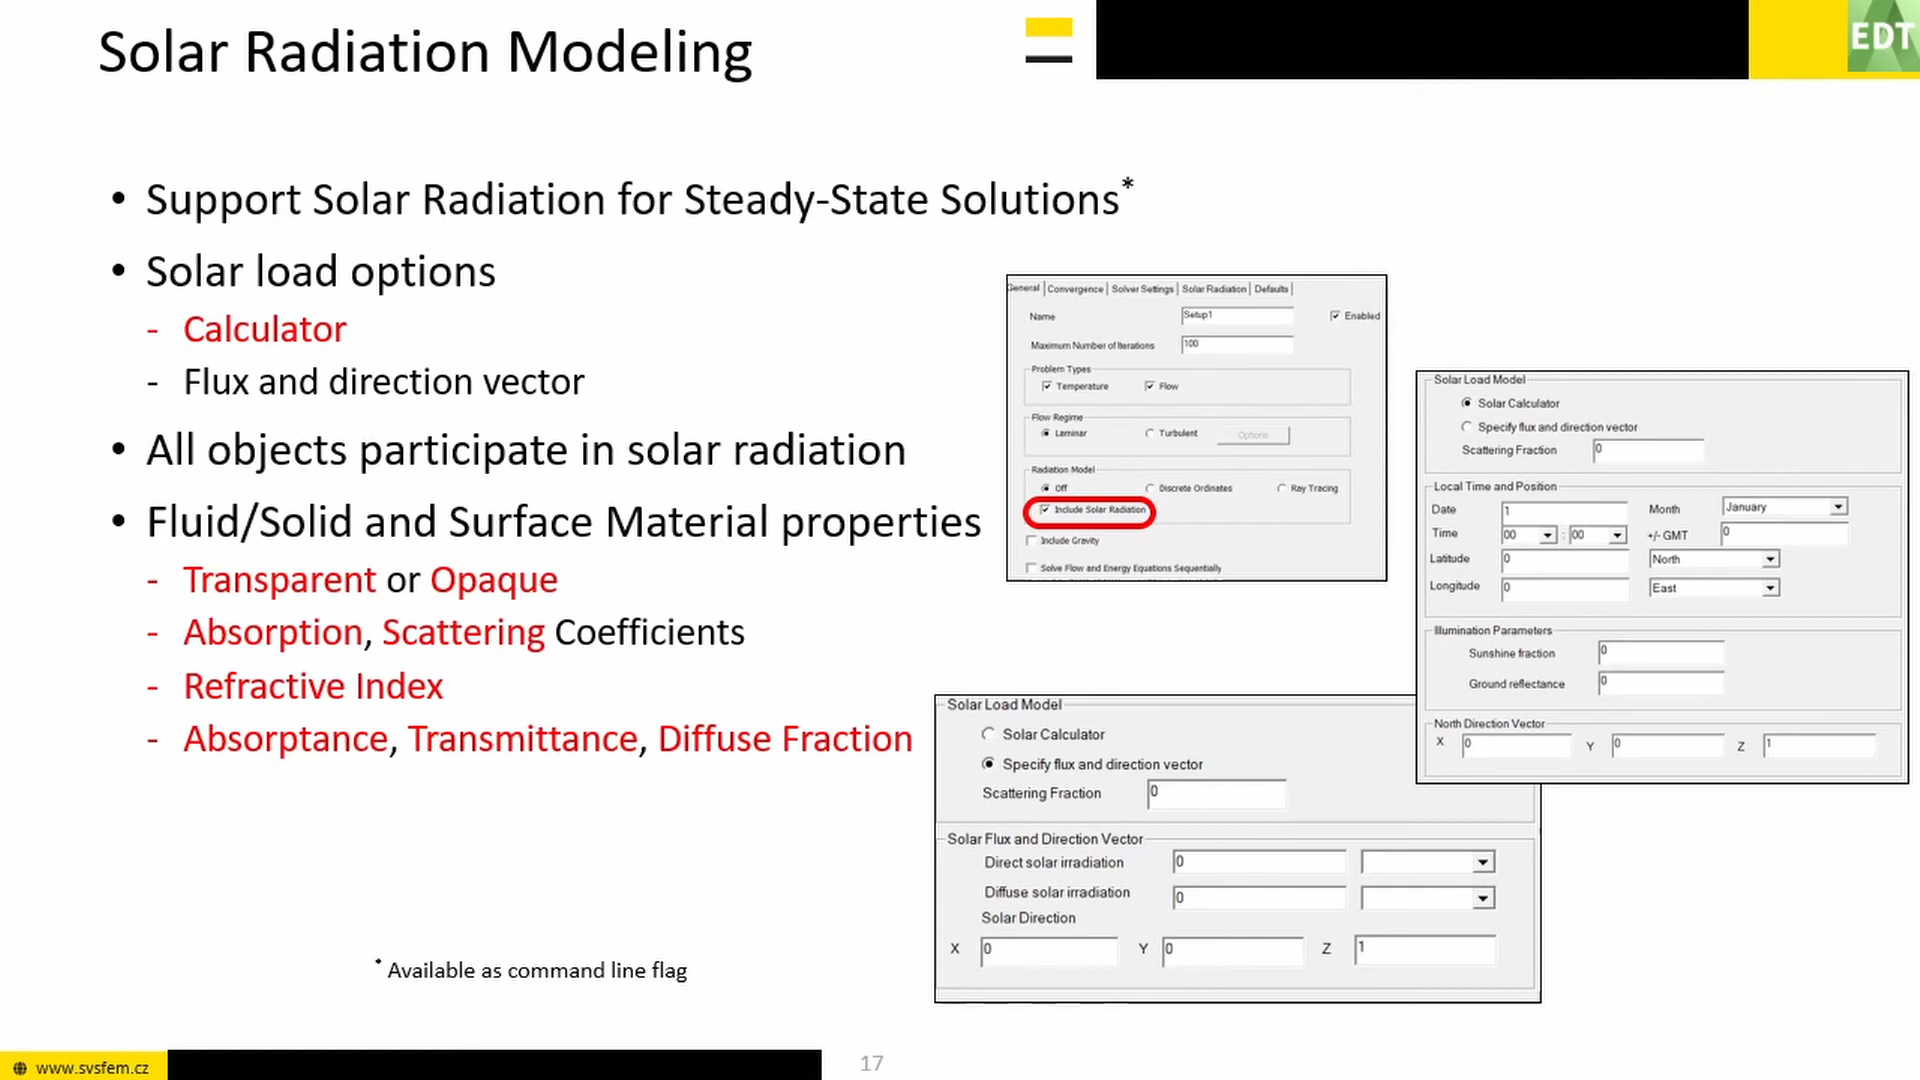 Solar Radiation Modeling
EDT
• Support Solar Radiation for Steady-State Solutions*
• Solar load options
- Calculator
- Flux and direction vector
• All objects participate in solar radiation
• Fluid/Solid and Surface Material properties
- Transparent or Opaque
- Absorption, Scattering Coefficients
- Refractive Index
- Absorptance, Transmittance, Diffuse Fraction
* Available as command line flag
General | Convergence | Solver Settings | Solar Radiation | Defaults |
Name Setup1 Enabled
Maximum Number of Iterations 100
Problem Types
Temperature Flow
Flow Regime
Laminar Turbulent Options
Radiation Model
Off Discrete Ordinates Ray Tracing
Include Solar Radiation
Include Gravity
Solve Flow and Energy Equations Sequentially
Solar Load Model
Solar Calculator
Specify flux and direction vector
Scattering Fraction 0
Local Time and Position
Date 1 Month January
Time 00 : 00 +/- GMT 0
Latitude 0 North
Longitude 0 East
Illumination Parameters
Sunshine fraction 0
Ground reflectance 0
North Direction Vector
X 0 Y 0 Z 1
Solar Load Model
Solar Calculator
Specify flux and direction vector
Scattering Fraction 0
Solar Flux and Direction Vector
Direct solar irradiation 0
Diffuse solar irradiation 0
Solar Direction
X 0 Y 0 Z 1
www.svsfem.cz
17